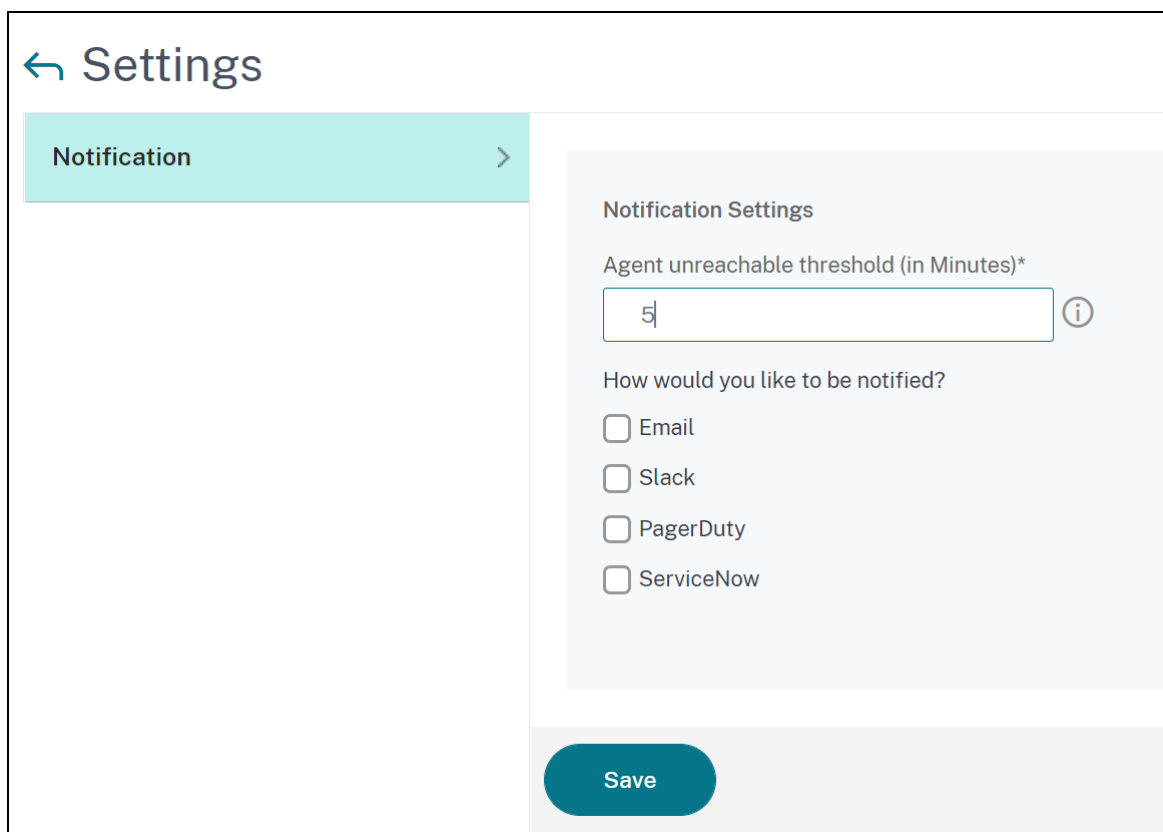 Settings
Notification
Notification Settings
Agent unreachable threshold (in Minutes)*
5
How would you like to be notified?
Email
Slack
PagerDuty
ServiceNow
Save